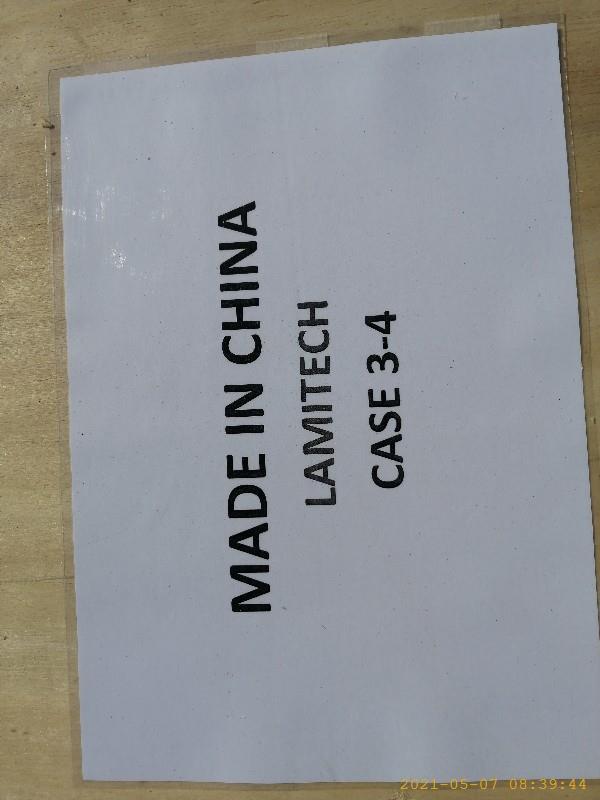 MADE IN CHINA
LAMITECH
CASE 3-4
2021-05-07 08:39:44